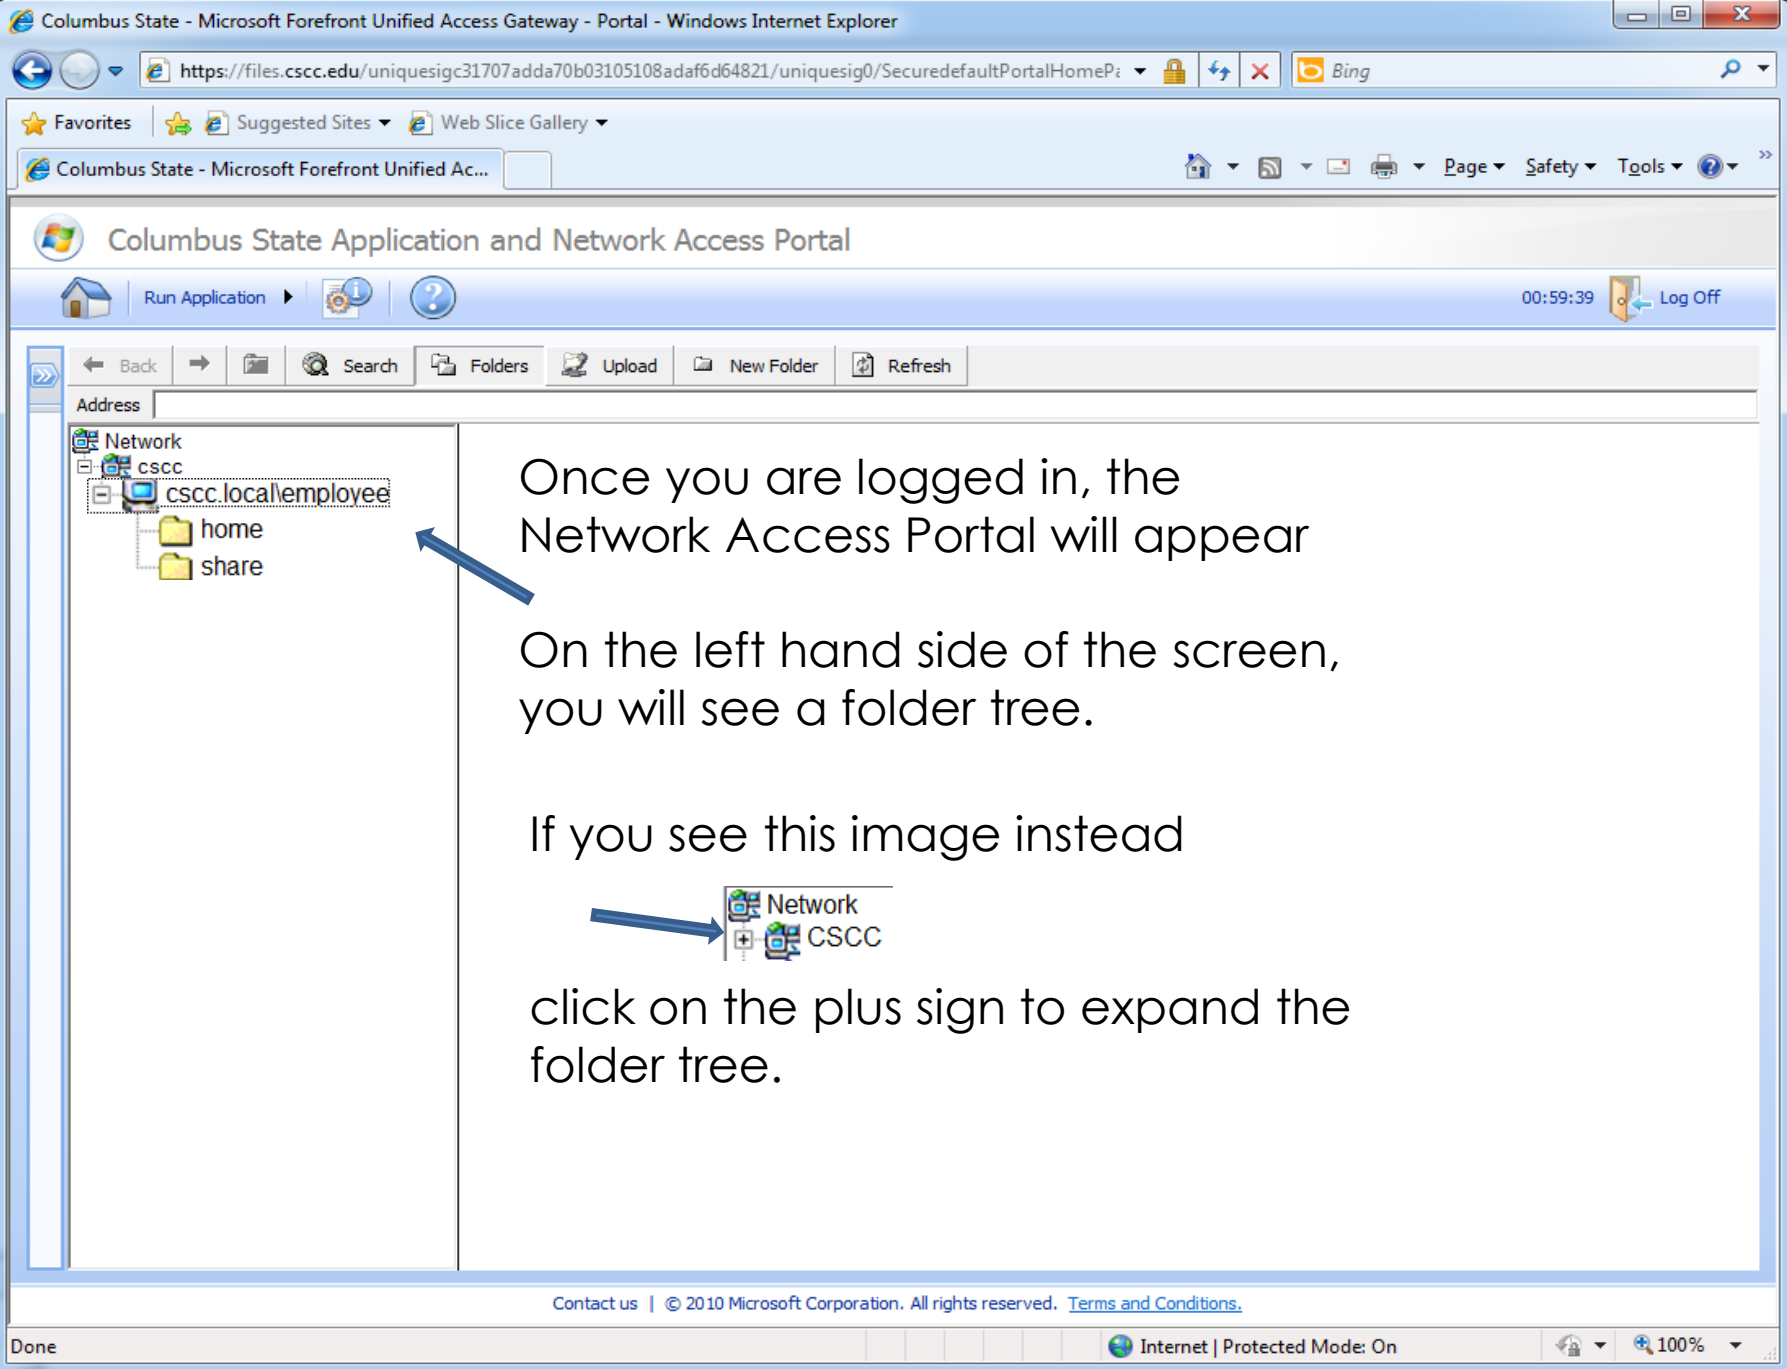 Columbus State - Microsoft Forefront Unified Access Gateway - Portal - Windows Internet Explorer
https://files.cscc.edu/uniquesigc31707adda70b03105108adaf6d64821/uniquesig0/SecuredefaultPortalHomePa
Bing
Favorites Suggested Sites Web Slice Gallery
Columbus State - Microsoft Forefront Unified Ac...
Page Safety Tools
Columbus State Application and Network Access Portal
Run Application 00:59:39 Log Off
Back Search Folders Upload New Folder Refresh
Address
Network
cscc
cscc.local\employee
home
share
Once you are logged in, the
Network Access Portal will appear
On the left hand side of the screen,
you will see a folder tree.
If you see this image instead
Network
CSCC
click on the plus sign to expand the
folder tree.
Contact us | © 2010 Microsoft Corporation. All rights reserved. Terms and Conditions.
Done Internet | Protected Mode: On 100%